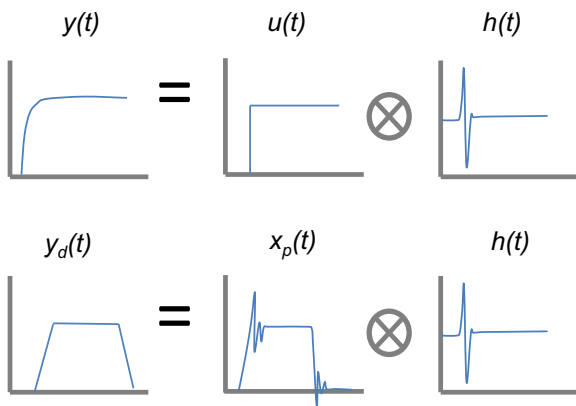 y(t) = u(t) ⊗ h(t)
y_d(t) = x_p(t) ⊗ h(t)